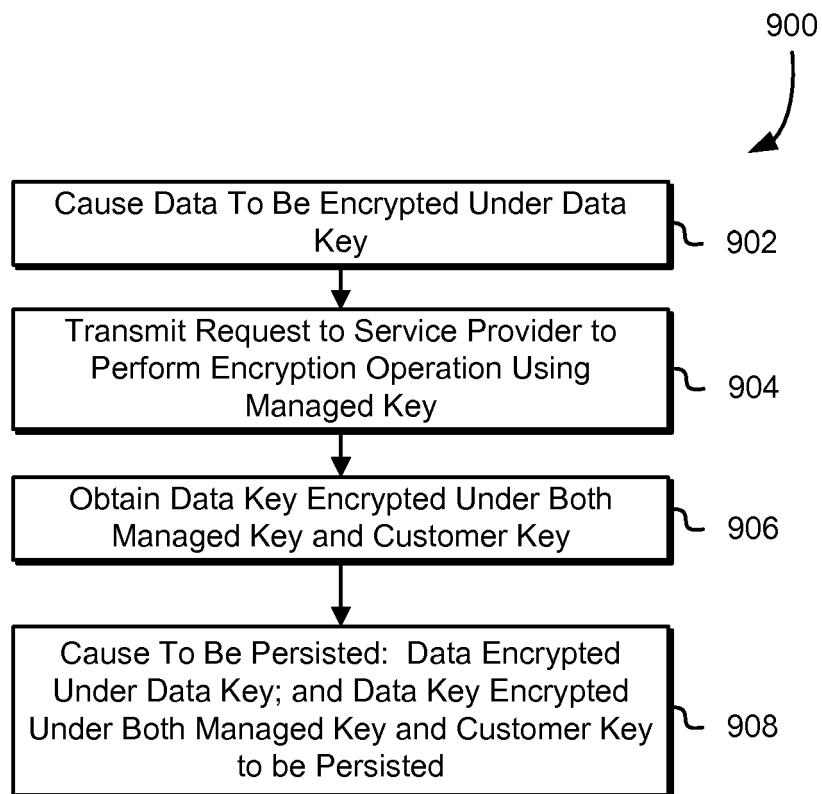 900
Cause Data To Be Encrypted Under Data
Key
902
Transmit Request to Service Provider to
Perform Encryption Operation Using
Managed Key
904
Obtain Data Key Encrypted Under Both
Managed Key and Customer Key
906
Cause To Be Persisted: Data Encrypted
Under Data Key; and Data Key Encrypted
Under Both Managed Key and Customer Key
to be Persisted
908